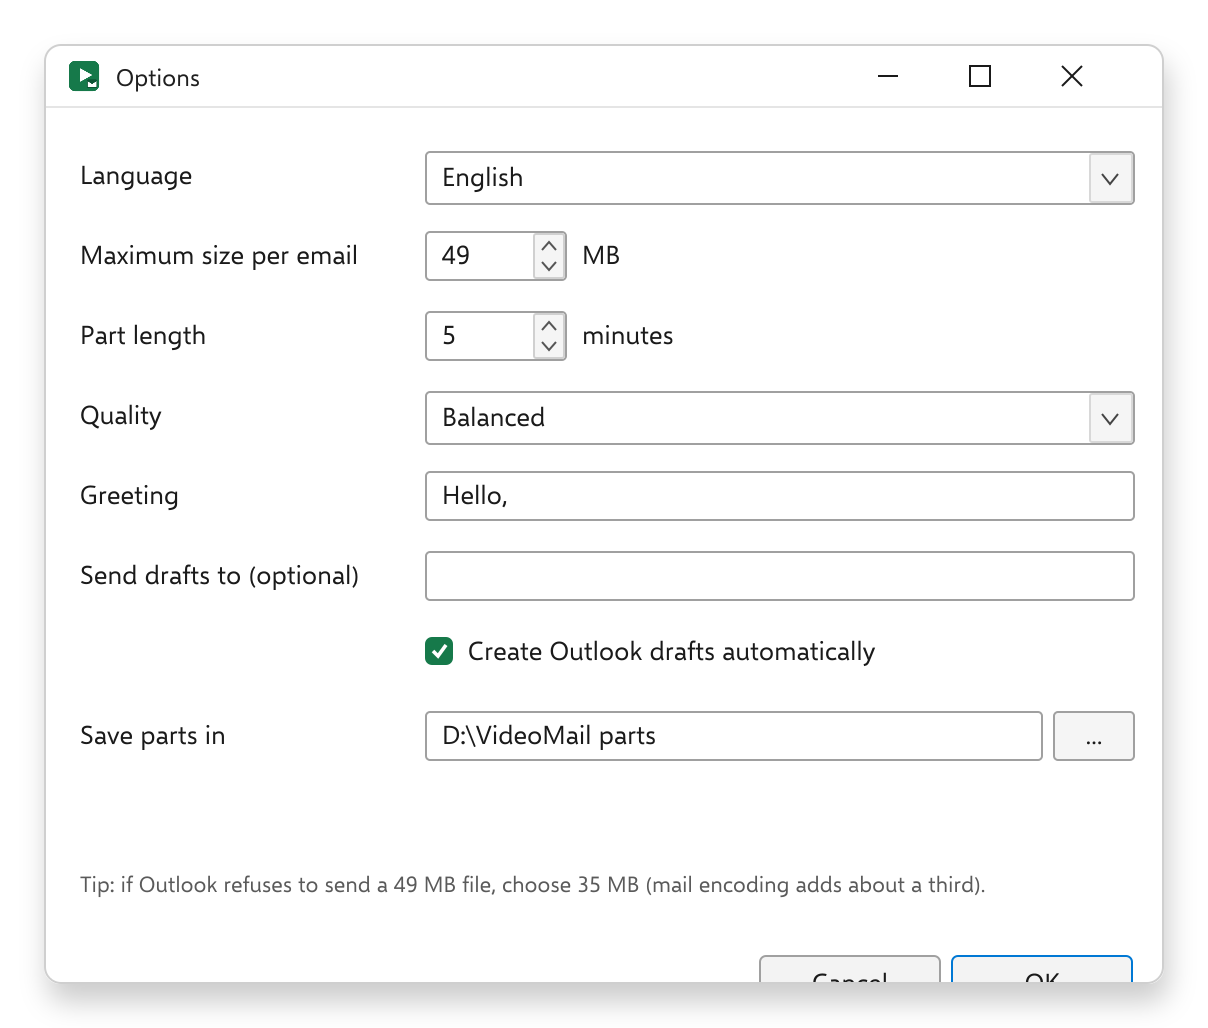 Options
Language
English
Maximum size per email
49
MB
Part length
5
minutes
Quality
Balanced
Greeting
Hello,
Send drafts to (optional)
Create Outlook drafts automatically
Save parts in
D:\VideoMail parts
...
Tip: if Outlook refuses to send a 49 MB file, choose 35 MB (mail encoding adds about a third).
Cancel
OK